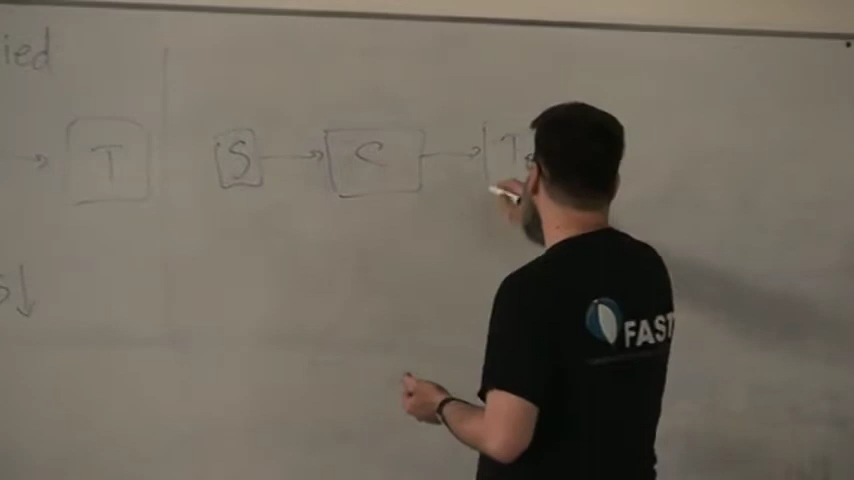 ied
T
S → C → T
↓
FAST